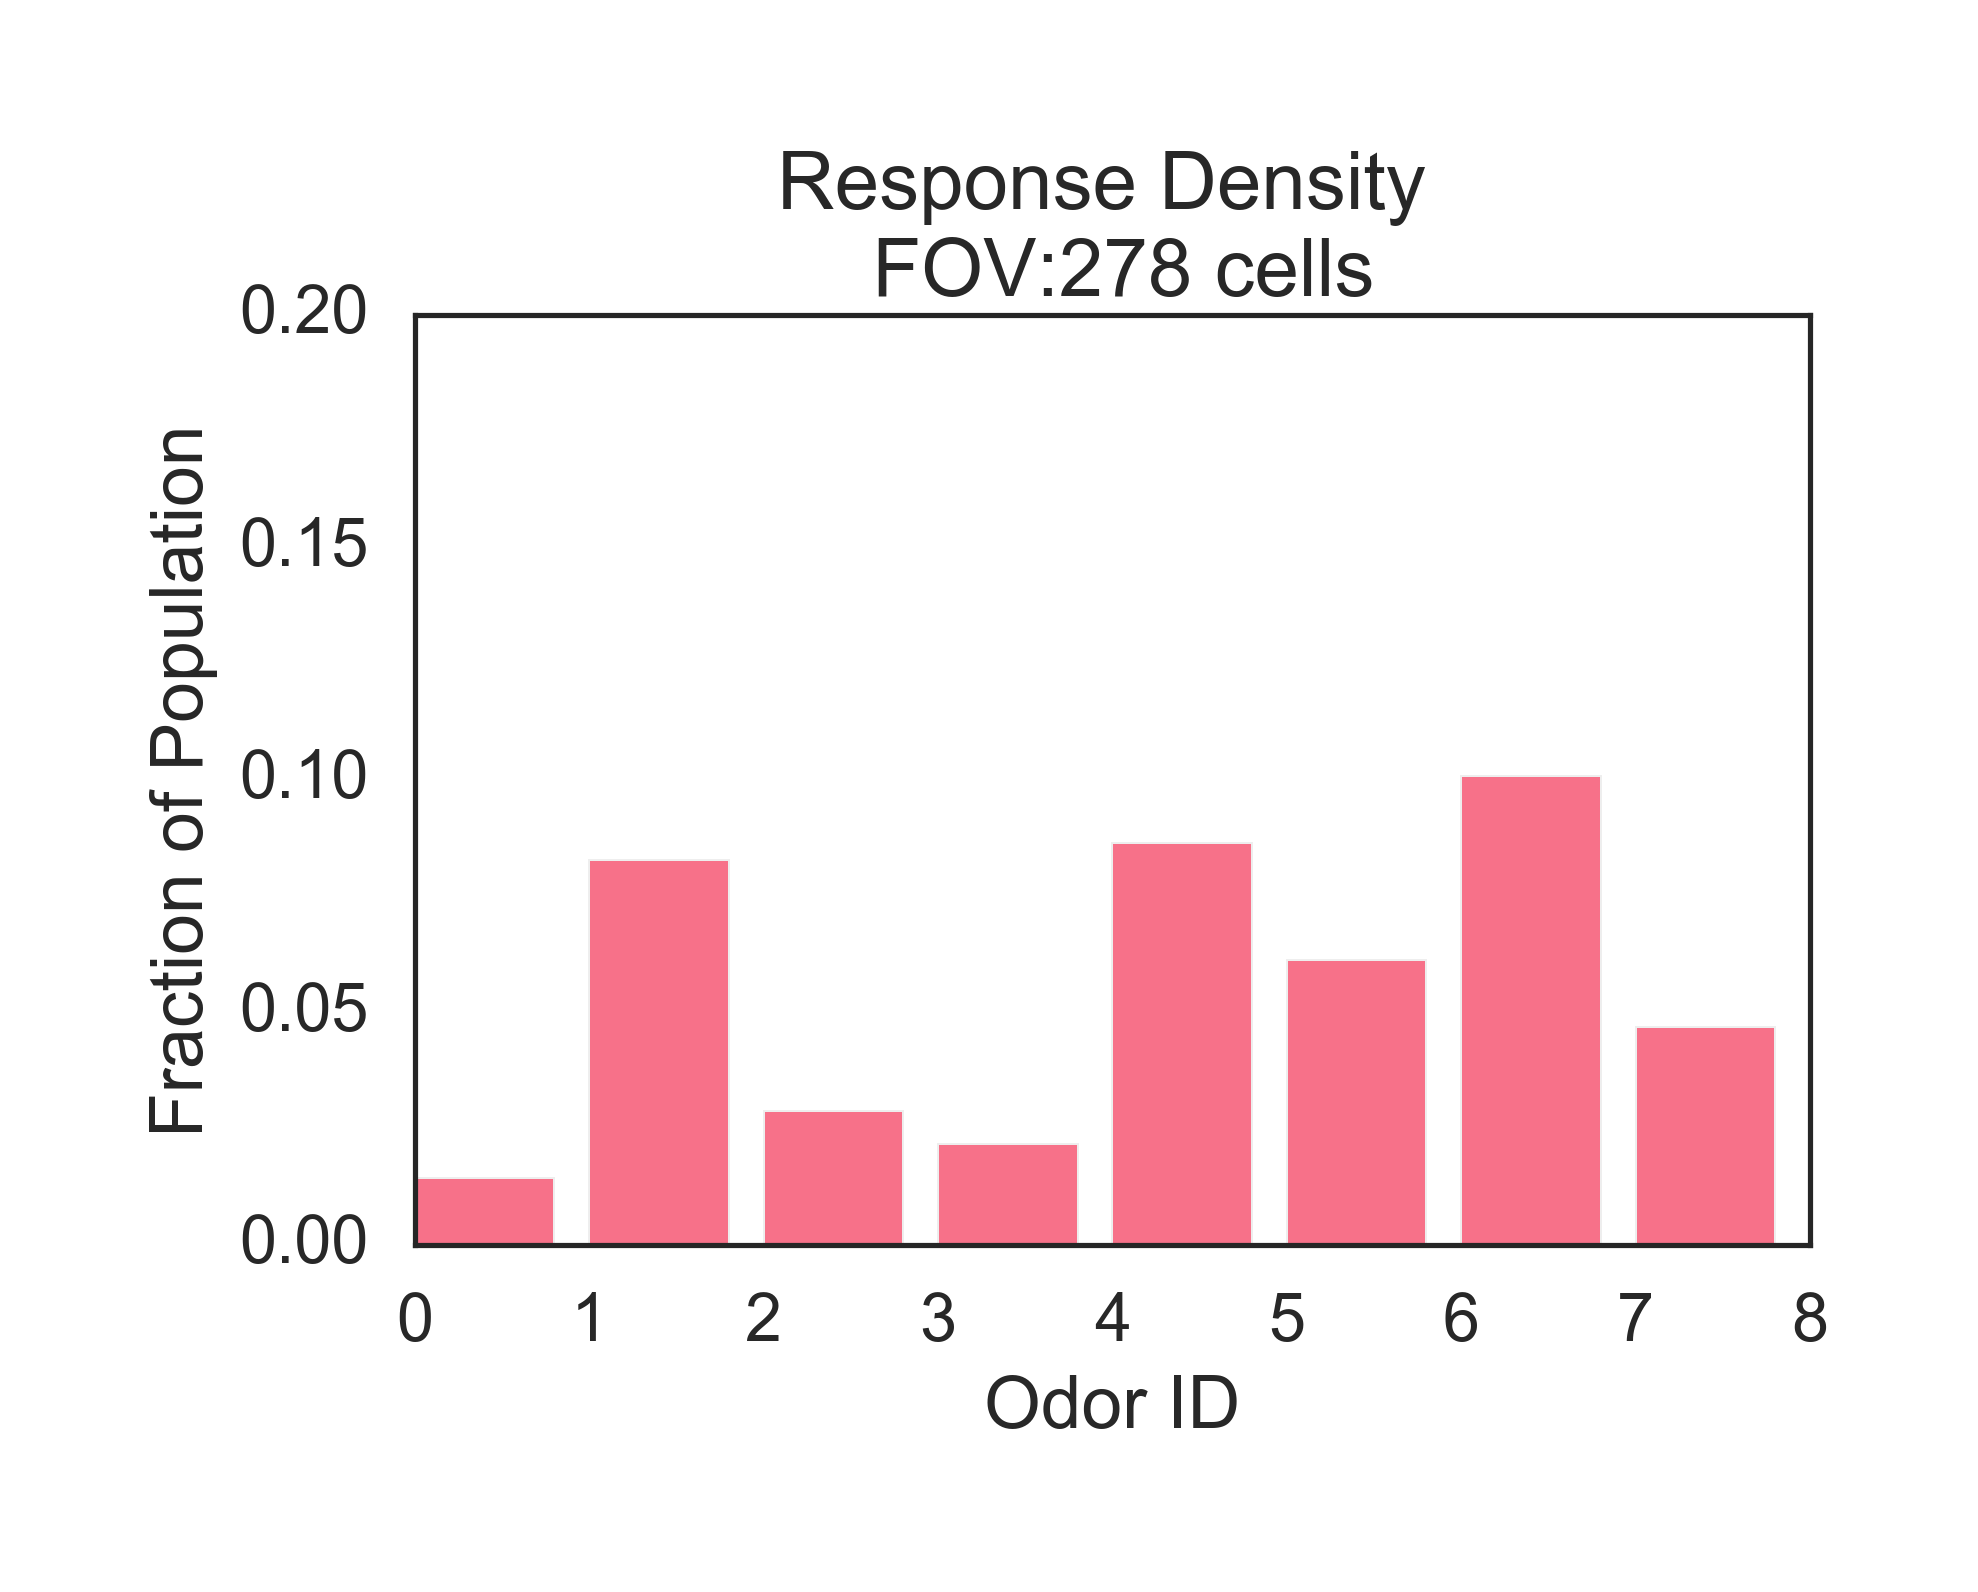 Response Density
FOV:278 cells
0.20
0.15
0.10
0.05
0.00
Fraction of Population
0 1 2 3 4 5 6 7 8
Odor ID